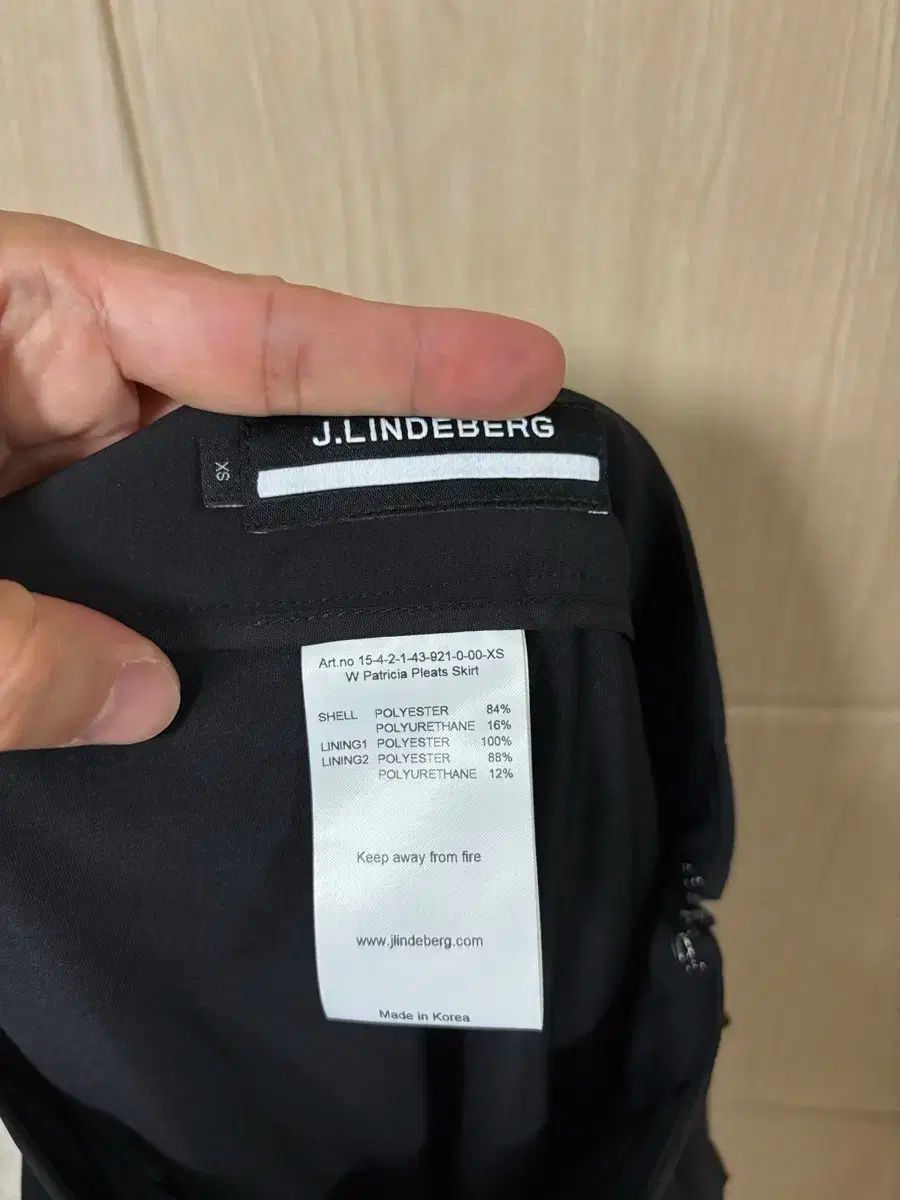 J.LINDEBERG
XS
Art.no 15-4-2-1-43-921-0-00-XS
W Patricia Pleats Skirt
SHELL POLYESTER 84%
POLYURETHANE 16%
LINING1 POLYESTER 100%
LINING2 POLYESTER 88%
POLYURETHANE 12%
Keep away from fire
www.jlindeberg.com
Made in Korea